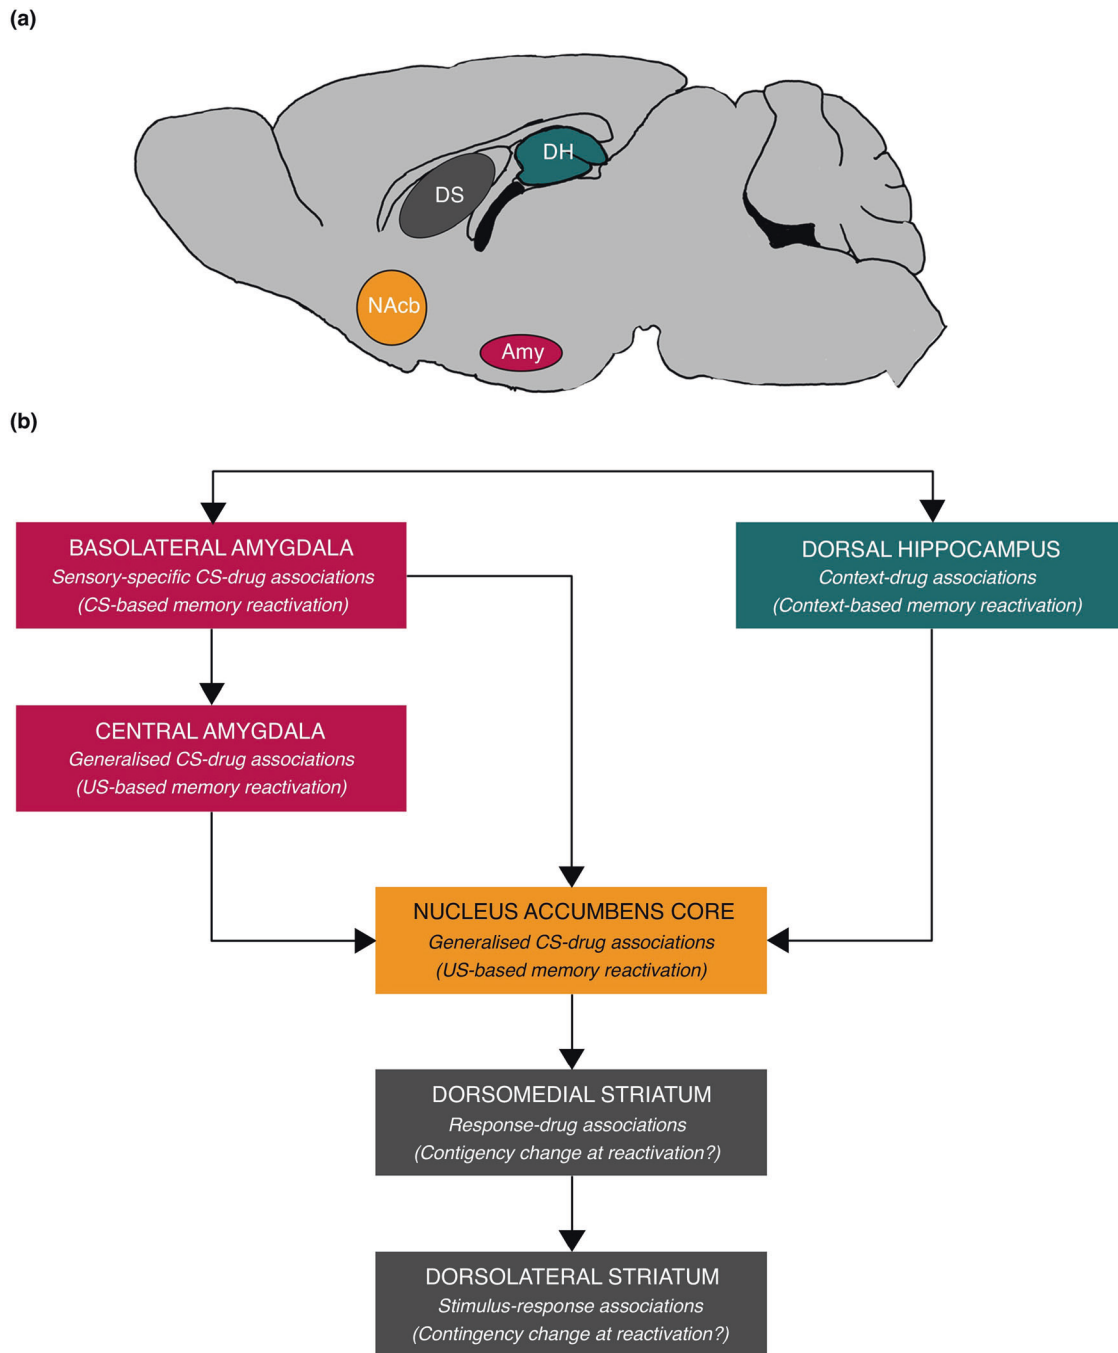 (a)
DH
DS
NAcb
Amy
(b)
BASOLATERAL AMYGDALA
Sensory-specific CS-drug associations
(CS-based memory reactivation)
DORSAL HIPPOCAMPUS
Context-drug associations
(Context-based memory reactivation)
CENTRAL AMYGDALA
Generalised CS-drug associations
(US-based memory reactivation)
NUCLEUS ACCUMBENS CORE
Generalised CS-drug associations
(US-based memory reactivation)
DORSOMEDIAL STRIATUM
Response-drug associations
(Contigency change at reactivation?)
DORSOLATERAL STRIATUM
Stimulus-response associations
(Contingency change at reactivation?)